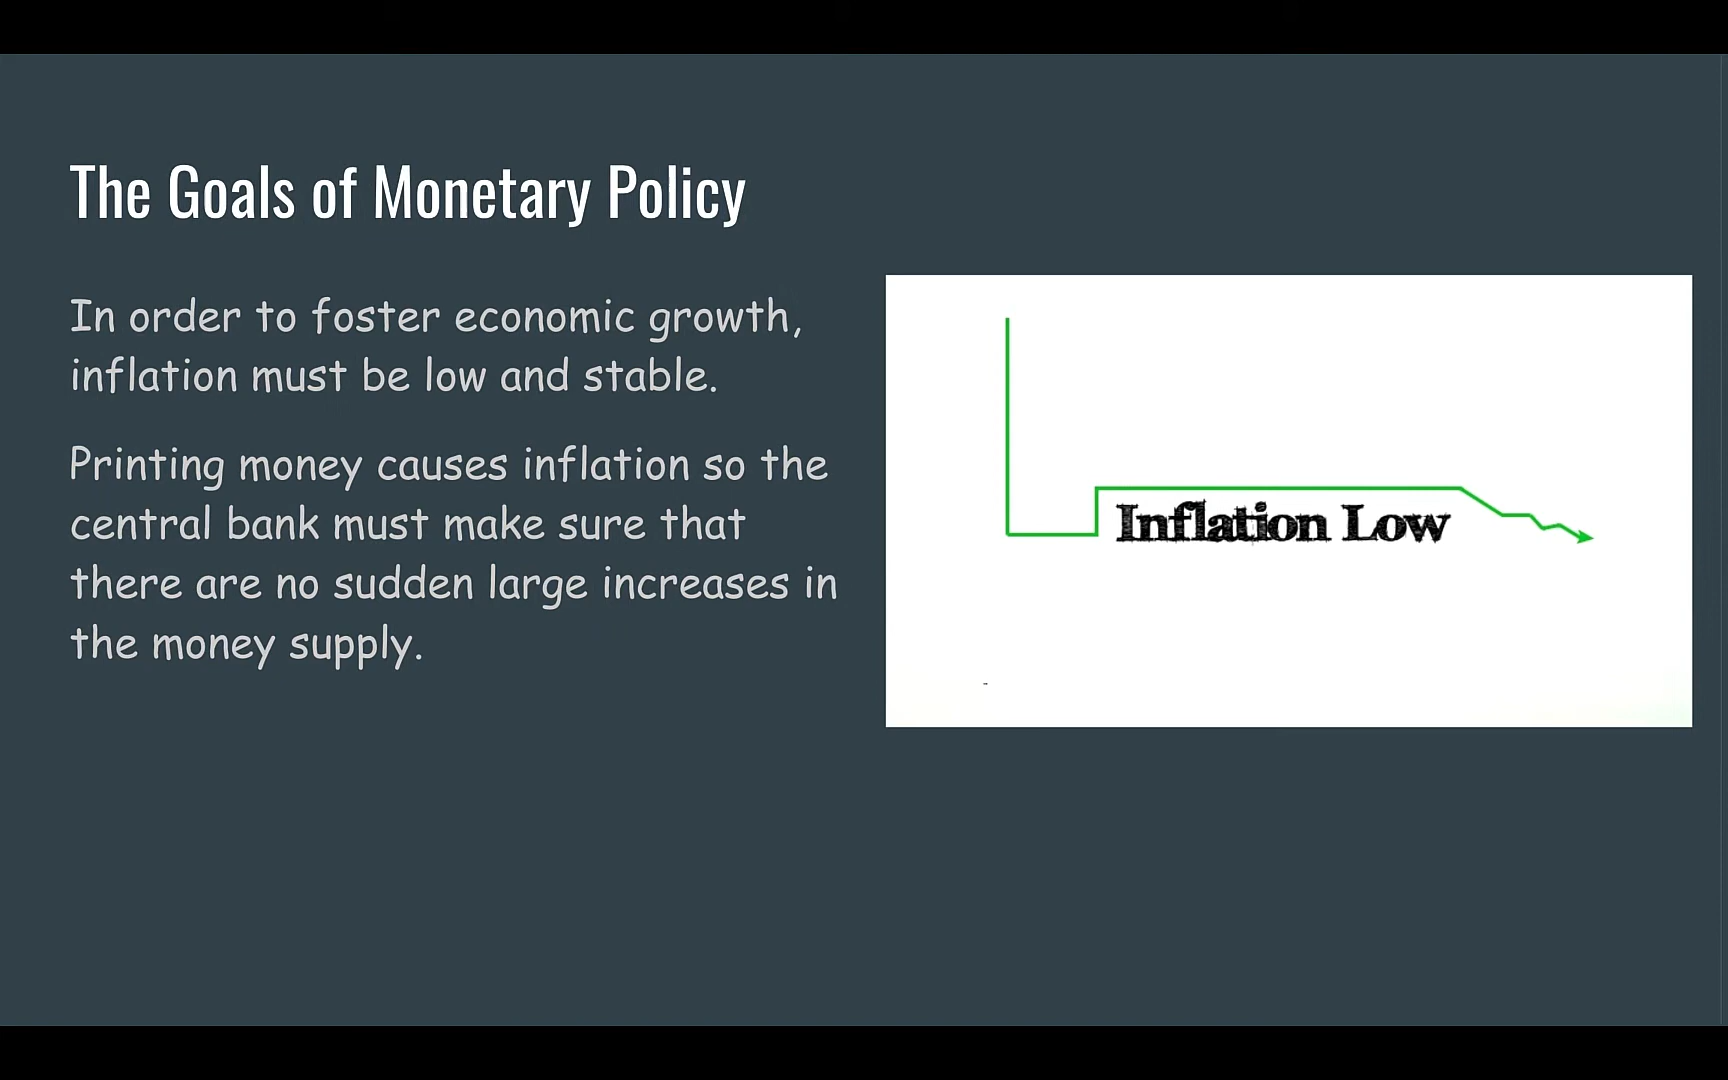 The Goals of Monetary Policy
In order to foster economic growth,
inflation must be low and stable.
Printing money causes inflation so the
central bank must make sure that
there are no sudden large increases in
the money supply.
Inflation Low